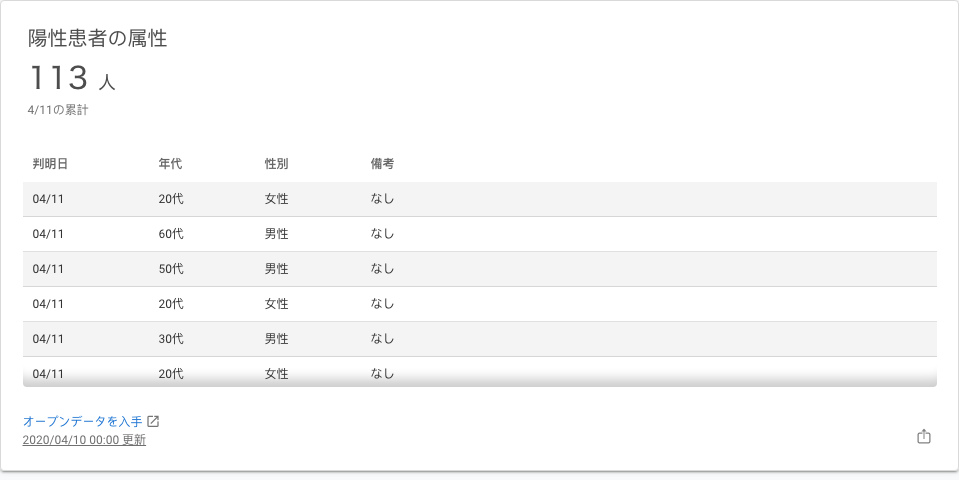 陽性患者の属性
113 人
4/11の累計
判明日 年代 性別 備考
04/11 20代 女性 なし
04/11 60代 男性 なし
04/11 50代 男性 なし
04/11 20代 女性 なし
04/11 30代 男性 なし
04/11 20代 女性 なし
オープンデータを入手
2020/04/10 00:00 更新